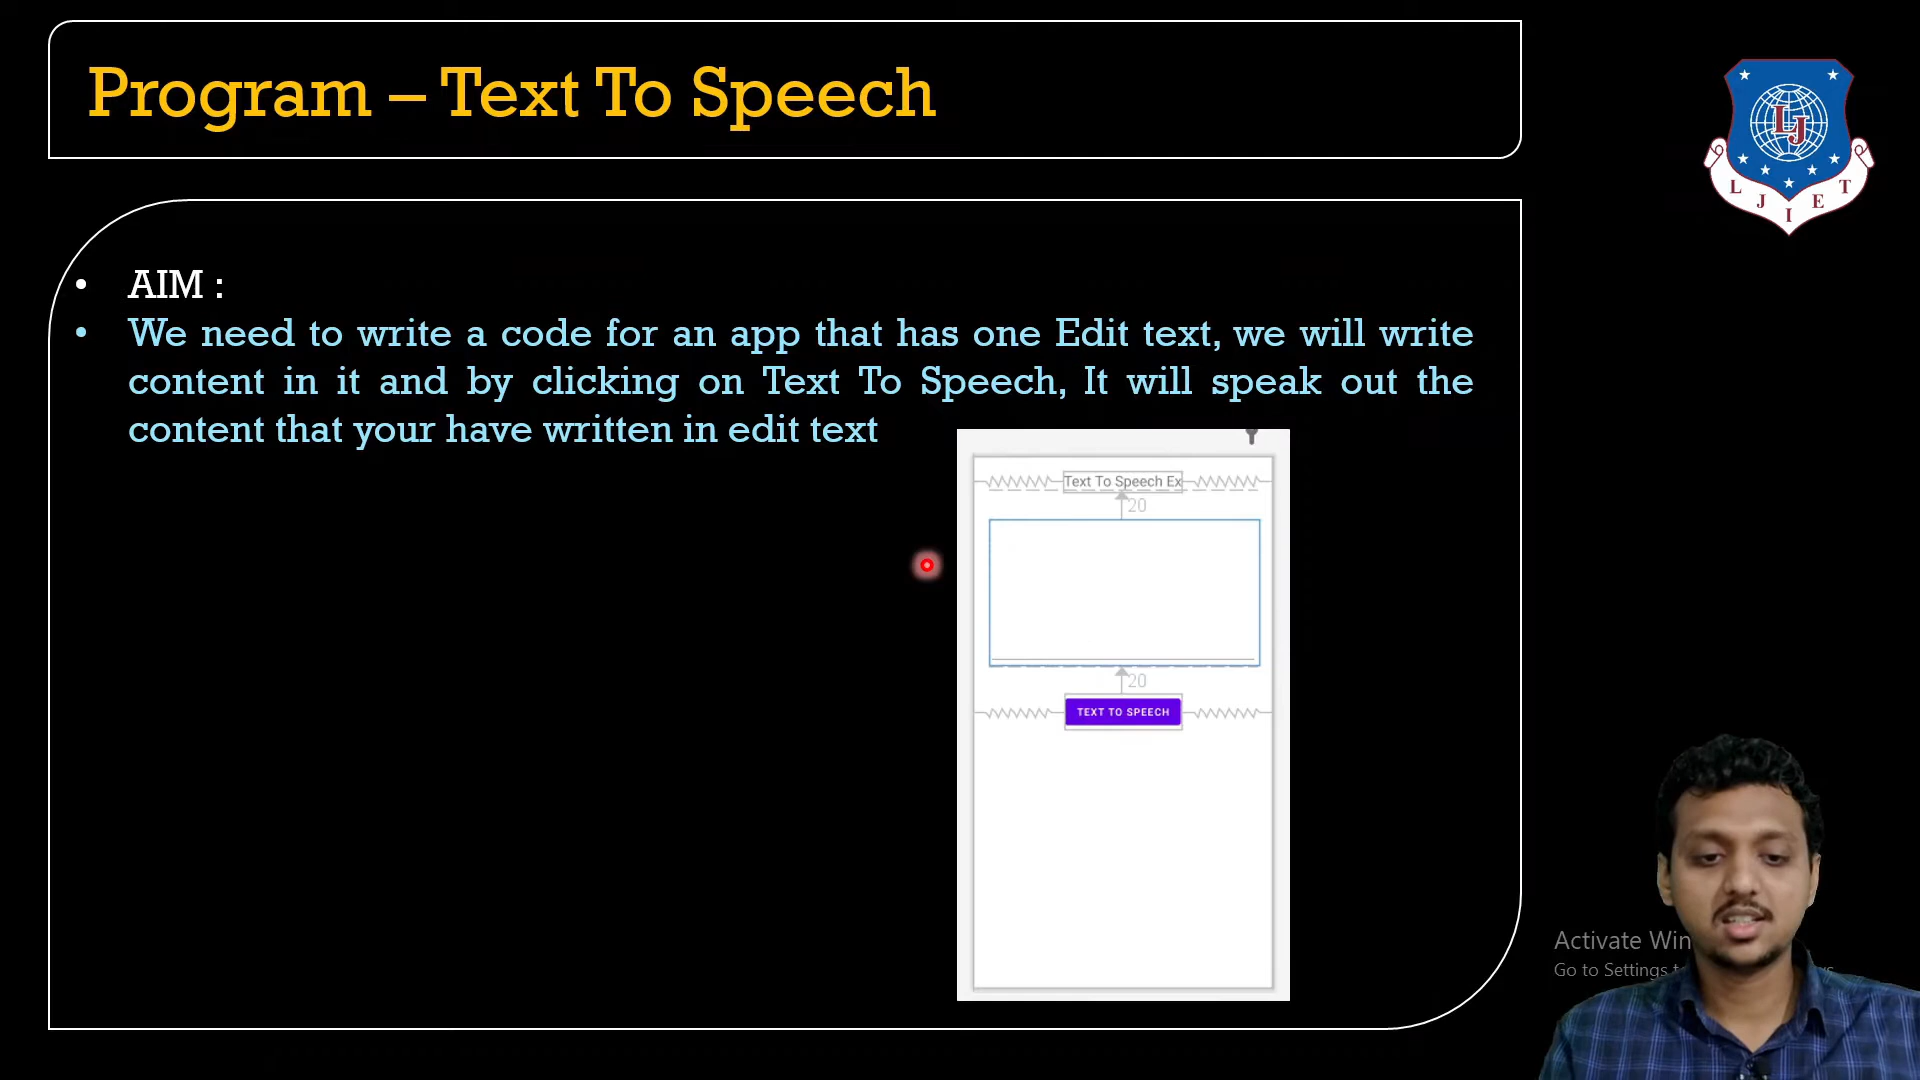 Program – Text To Speech
LJ
L J I E T
• AIM :
• We need to write a code for an app that has one Edit text, we will write
content in it and by clicking on Text To Speech, It will speak out the
content that your have written in edit text
Text To Speech Ex
20
20
TEXT TO SPEECH
Activate Win
Go to Settings